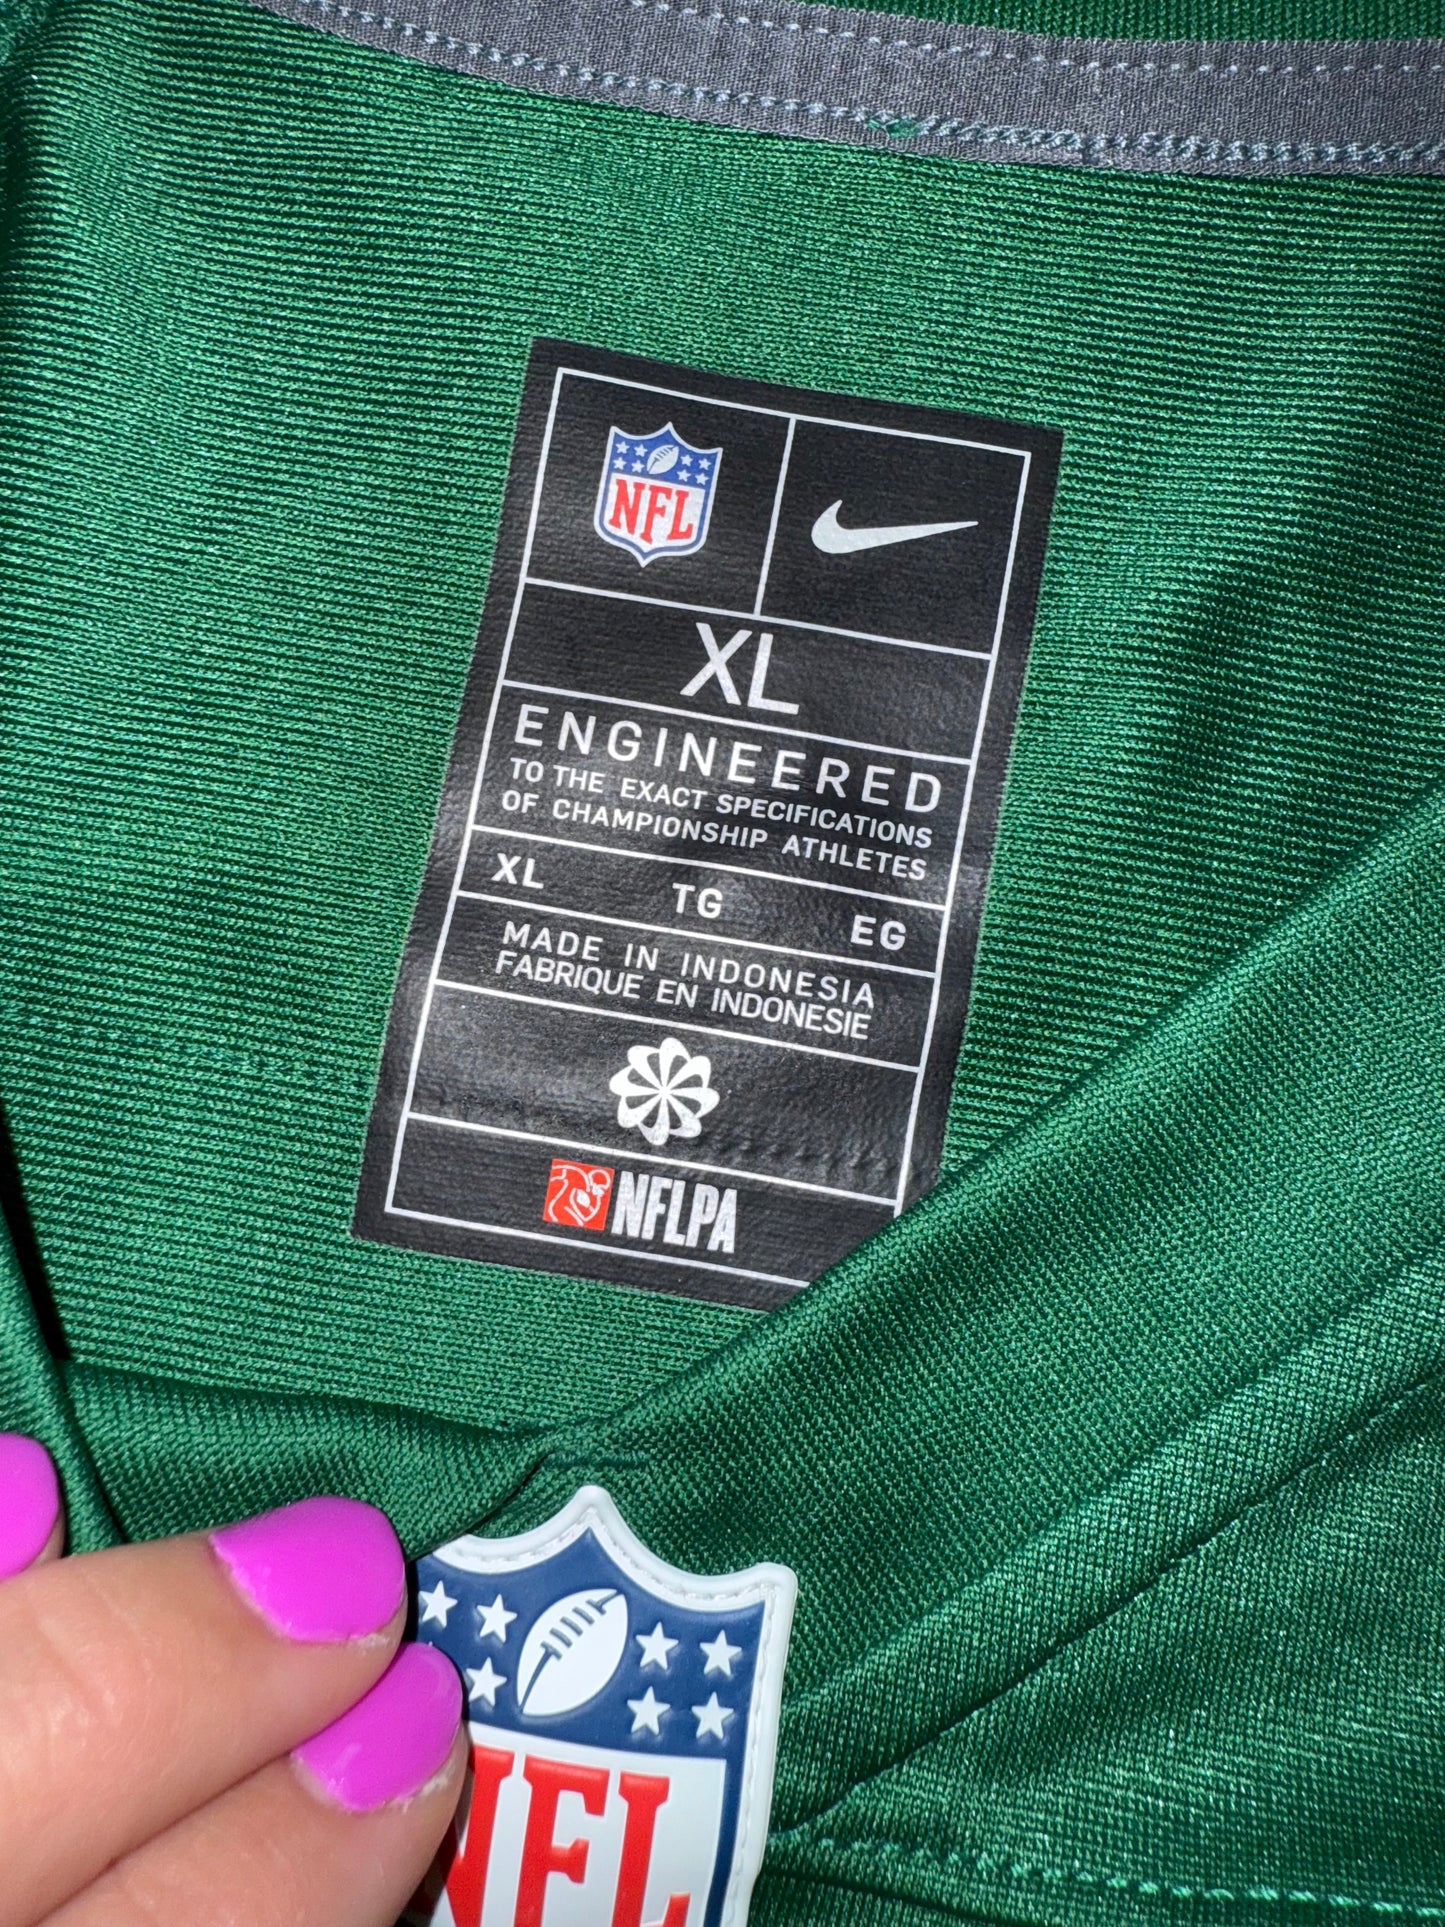 NFL
XL
ENGINEERED
TO THE EXACT SPECIFICATIONS
OF CHAMPIONSHIP ATHLETES
XL TG EG
MADE IN INDONESIA
FABRIQUE EN INDONESIE
NFLPA
NFL